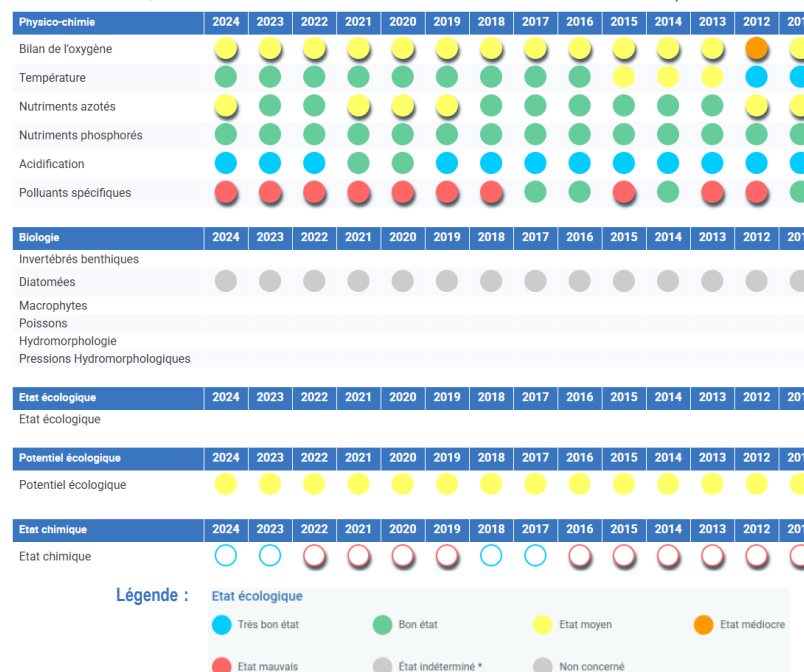 Physico-chimie 2024 2023 2022 2021 2020 2019 2018 2017 2016 2015 2014 2013 2012
Bilan de l'oxygène
Température
Nutriments azotés
Nutriments phosphorés
Acidification
Polluants spécifiques
Biologie 2024 2023 2022 2021 2020 2019 2018 2017 2016 2015 2014 2013 2012
Invertébrés benthiques
Diatomées
Macrophytes
Poissons
Hydromorphologie
Pressions Hydromorphologiques
Etat écologique 2024 2023 2022 2021 2020 2019 2018 2017 2016 2015 2014 2013 2012
Etat écologique
Potentiel écologique 2024 2023 2022 2021 2020 2019 2018 2017 2016 2015 2014 2013 2012
Potentiel écologique
Etat chimique 2024 2023 2022 2021 2020 2019 2018 2017 2016 2015 2014 2013 2012
Etat chimique
Légende : Etat écologique
Très bon état Bon état Etat moyen Etat médiocre
Etat mauvais État indéterminé * Non concerné